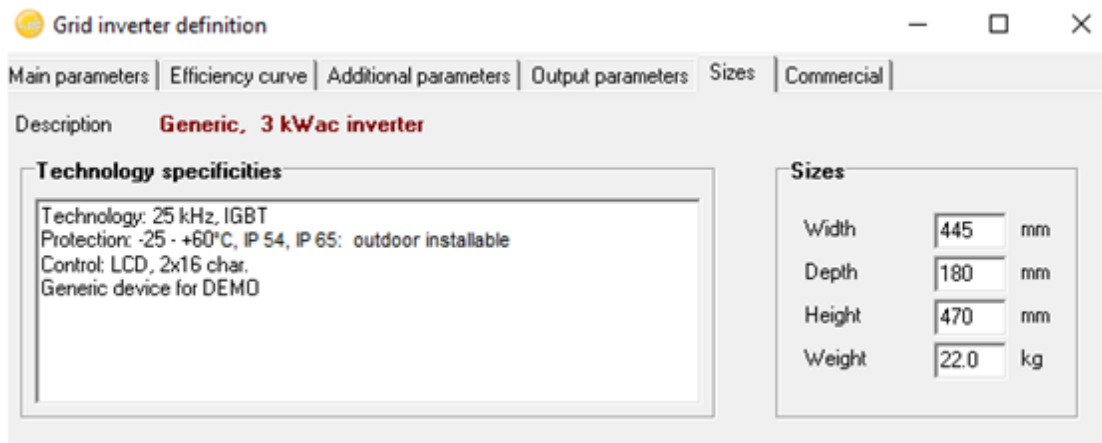 Grid inverter definition
Main parameters Efficiency curve Additional parameters Output parameters Sizes Commercial
Description Generic, 3 kWac inverter
Technology specificities
Technology: 25 kHz, IGBT
Protection: -25 - +60°C, IP 54, IP 65: outdoor installable
Control: LCD, 2x16 char.
Generic device for DEMO
Sizes
Width 445 mm
Depth 180 mm
Height 470 mm
Weight 22.0 kg